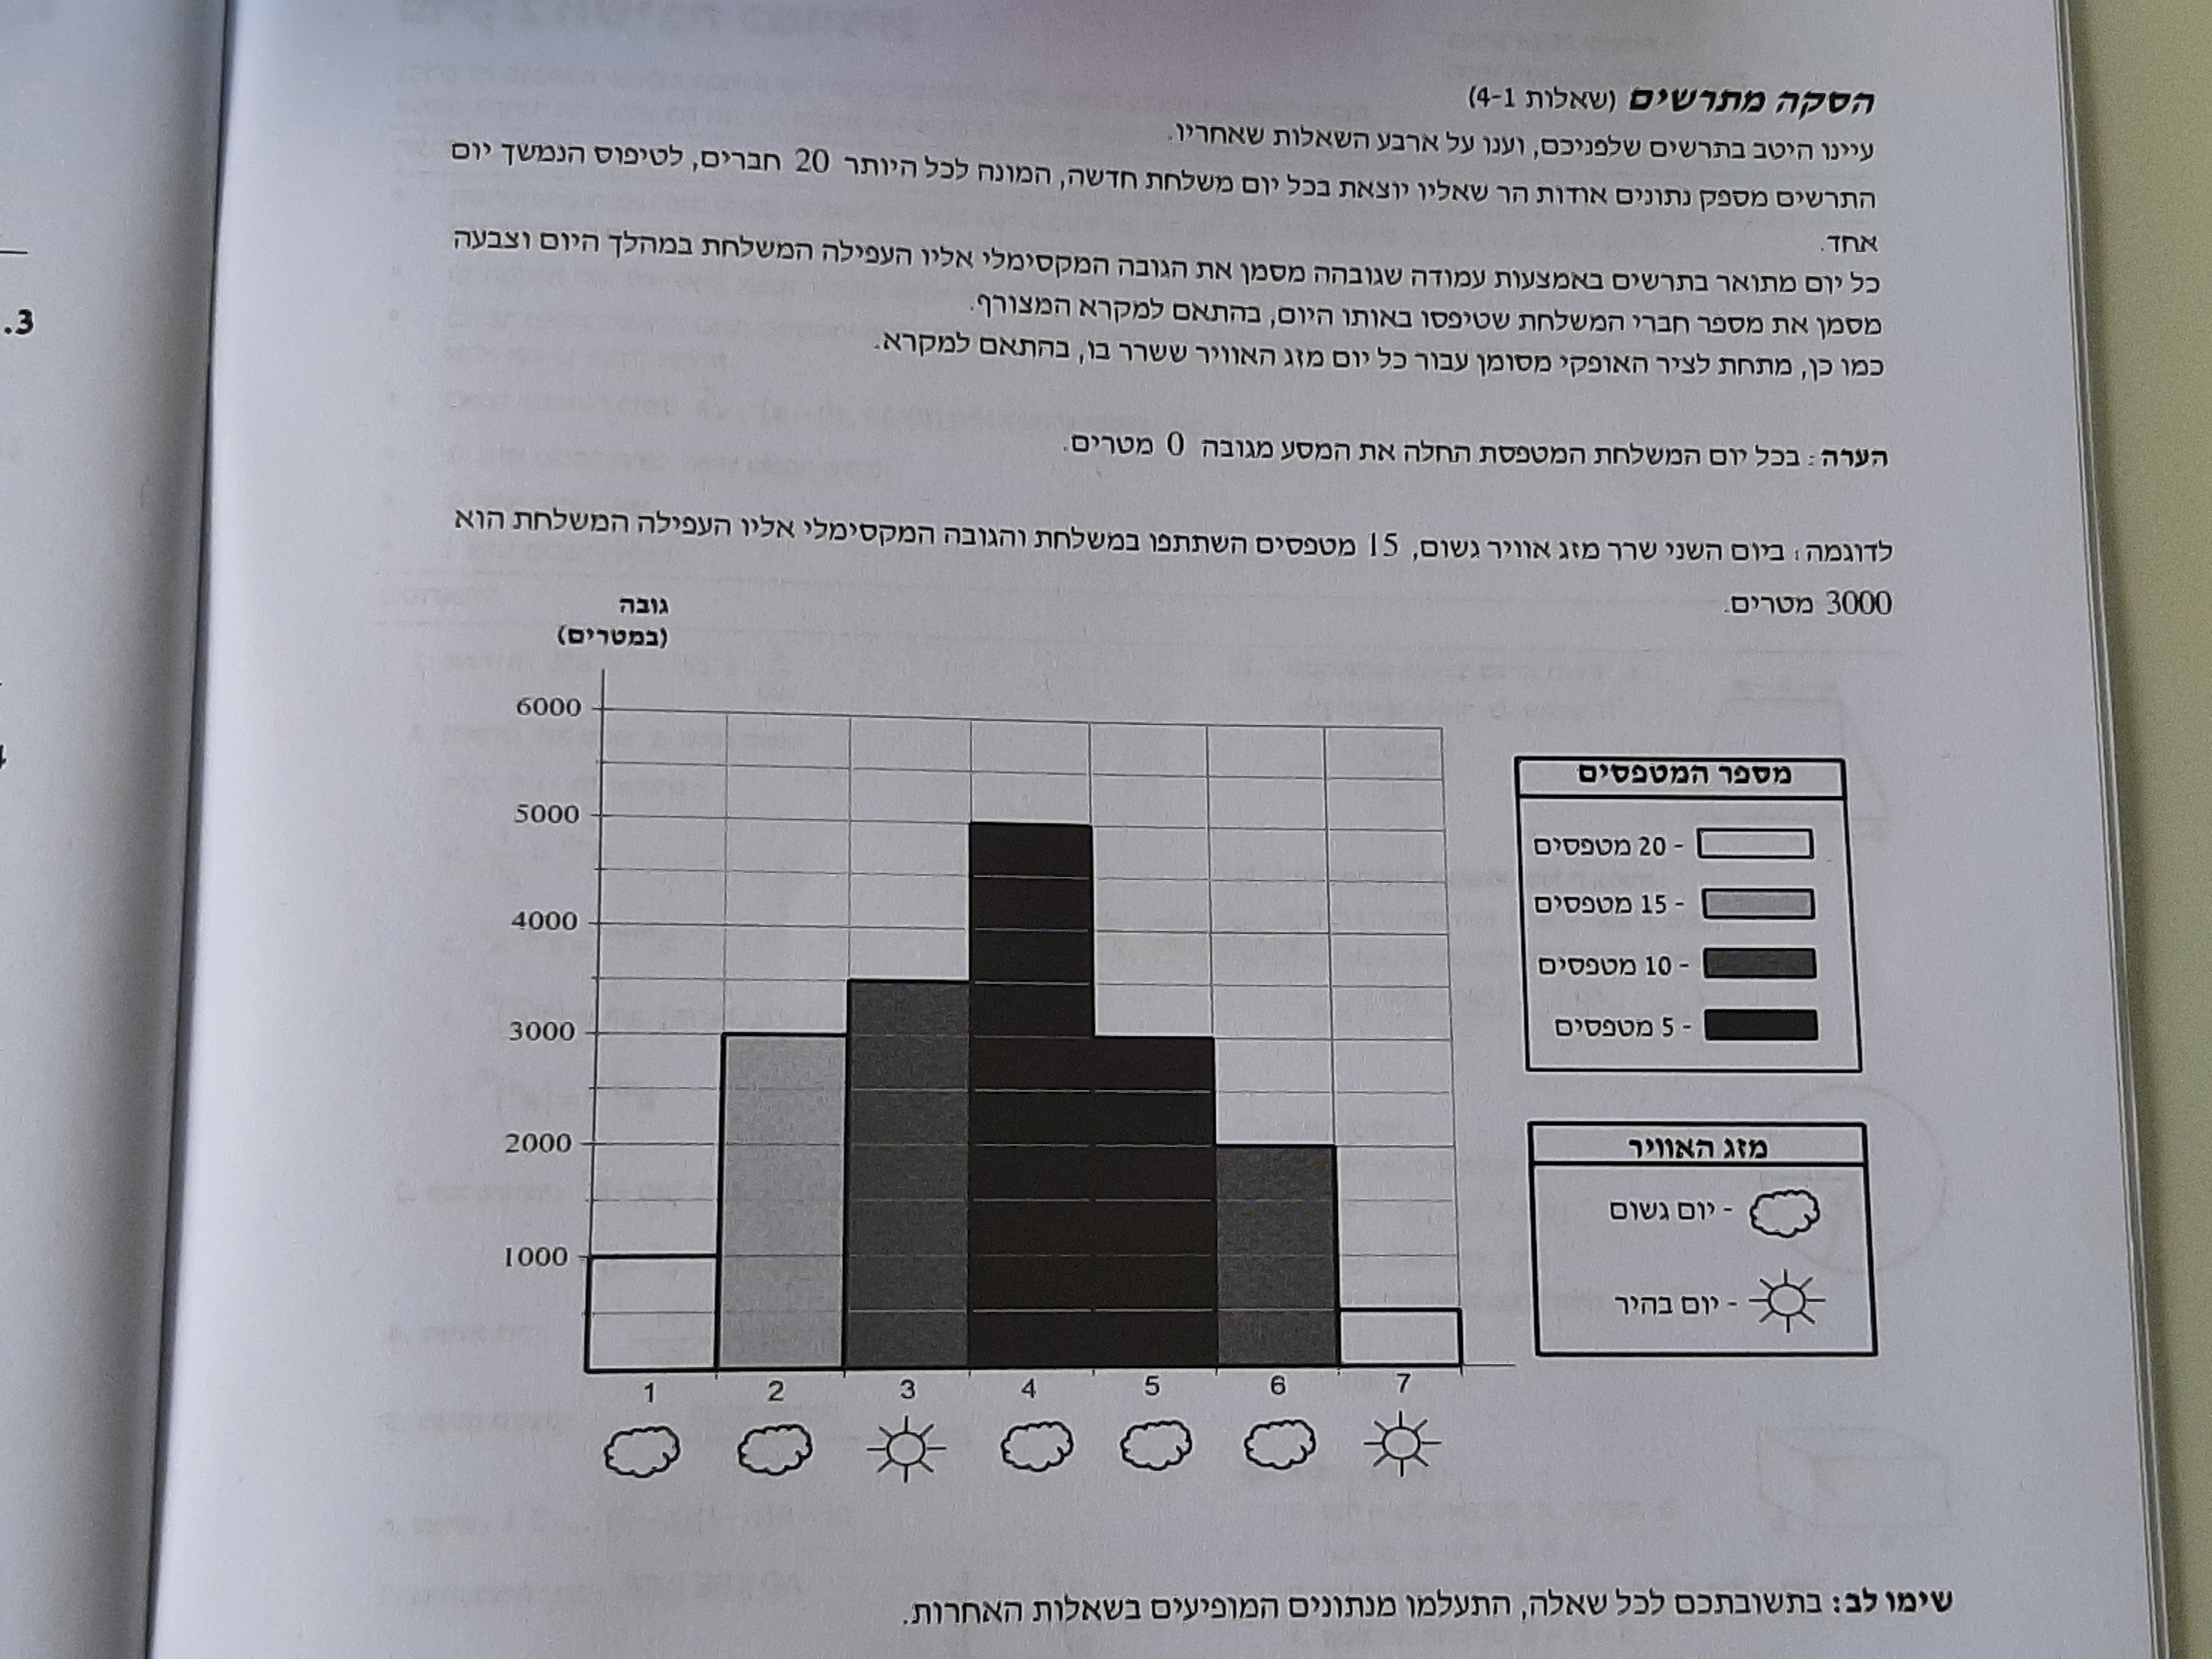 הסקה מתרשים (שאלות 4-1)
עיינו היטב בתרשים שלפניכם, וענו על ארבע השאלות שאחריו.
התרשים מספק נתונים אודות הר שאליו יוצאת בכל יום משלחת חדשה, המונה לכל היותר 20 חברים, לטיפוס הנמשך יום
אחד.
כל יום מתואר בתרשים באמצעות עמודה שגובהה מסמן את הגובה המקסימלי אליו העפילה המשלחת במהלך היום וצבעה
מסמן את מספר חברי המשלחת שטיפסו באותו היום, בהתאם למקרא המצורף.
כמו כן, מתחת לציר האופקי מסומן עבור כל יום מזג האוויר ששרר בו, בהתאם למקרא.
הערה: בכל יום המשלחת המטפסת החלה את המסע מגובה 0 מטרים.
לדוגמה: ביום השני שרר מזג אוויר גשום, 15 מטפסים השתתפו במשלחת והגובה המקסימלי אליו העפילה המשלחת הוא
3000 מטרים.
גובה
(במטרים)
6000
5000
4000
3000
2000
1000
1 2 3 4 5 6 7
מספר המטפסים
- 20 מטפסים
- 15 מטפסים
- 10 מטפסים
- 5 מטפסים
מזג האוויר
- יום גשום
- יום בהיר
שימו לב: בתשובתכם לכל שאלה, התעלמו מנתונים המופיעים בשאלות האחרות.
.3